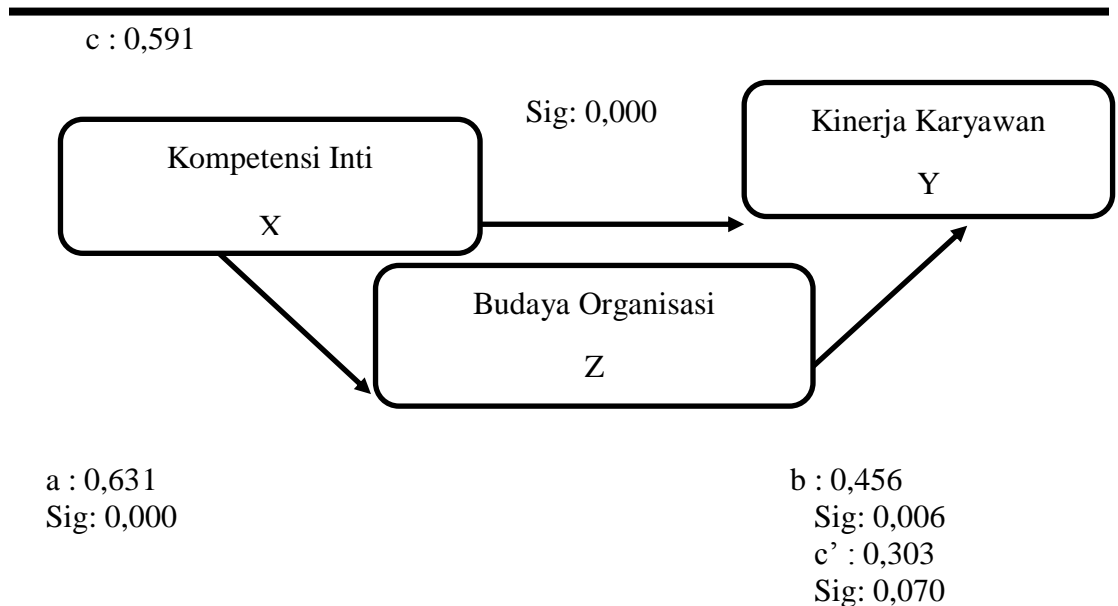 c : 0,591
Sig: 0,000
Kinerja Karyawan
Y
Kompetensi Inti
X
Budaya Organisasi
Z
a : 0,631
Sig: 0,000
b : 0,456
Sig: 0,006
c’ : 0,303
Sig: 0,070